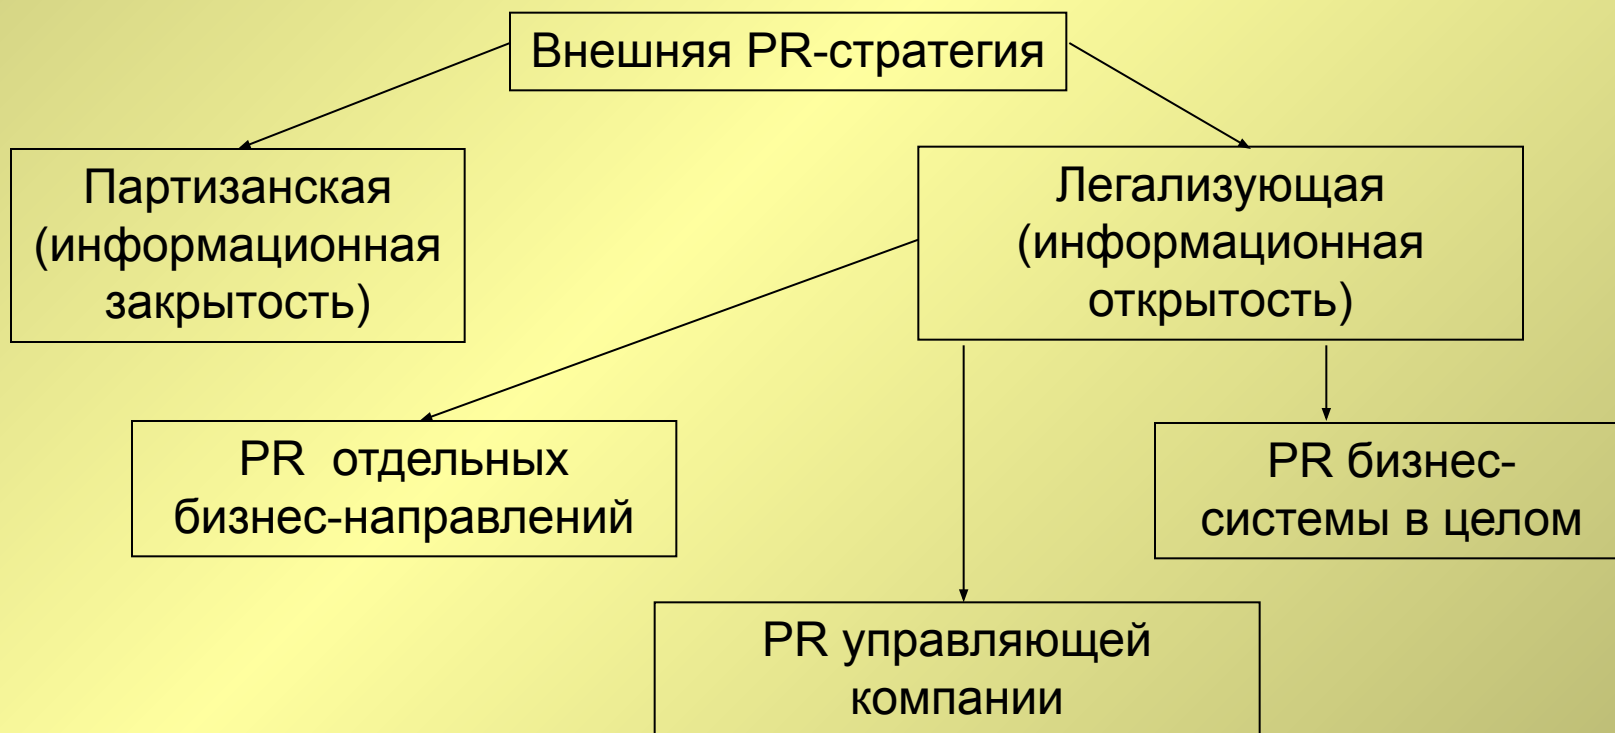 Внешняя PR-стратегия
Партизанская
(информационная
закрытость)
Легализующая
(информационная
открытость)
PR отдельных
бизнес-направлений
PR бизнес-
системы в целом
PR управляющей
компании